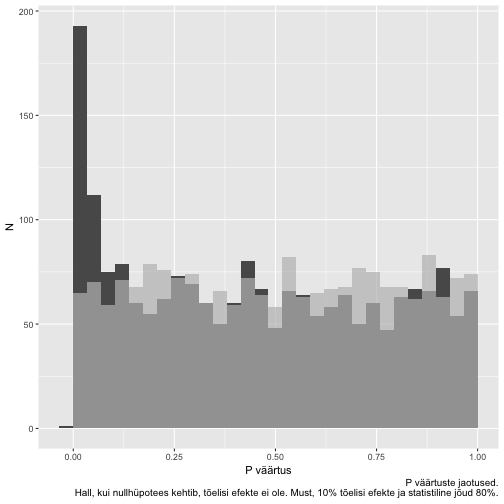 200
150
100
50
0
N
0.00 0.25 0.50 0.75 1.00
P väärtus
P väärtuste jaotused.
Hall, kui nullhüpotees kehtib, tõelisi efekte ei ole. Must, 10% tõelisi efekte ja statistiline jõud 80%.